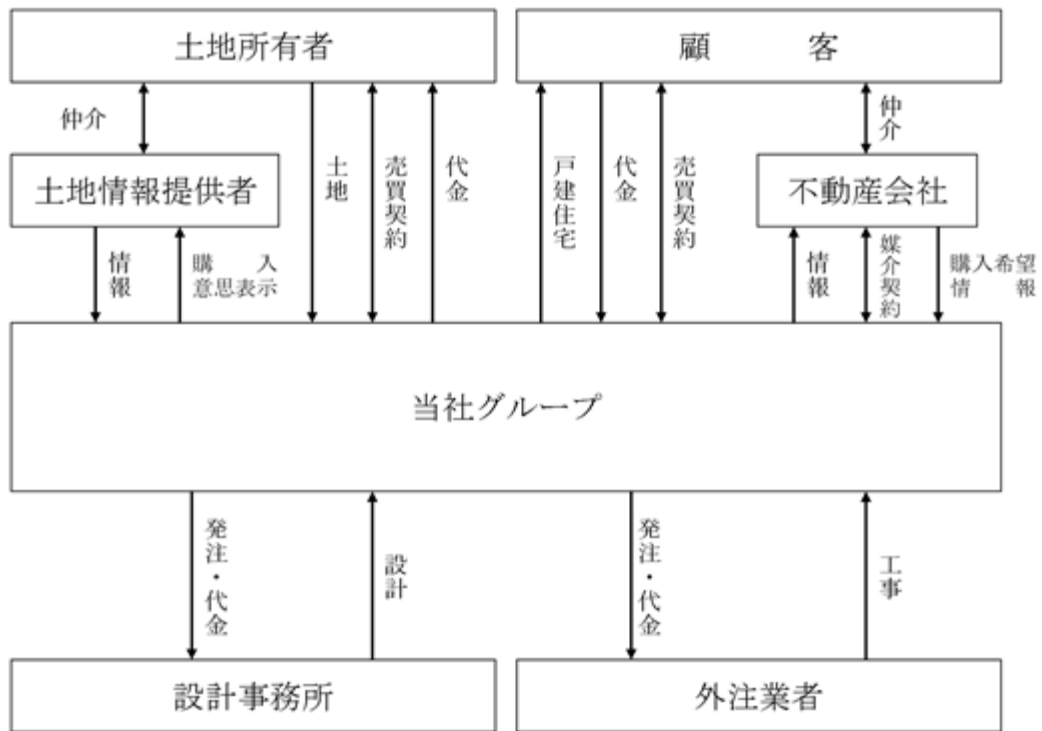 土地所有者
顧客
仲介
土地
売買契約
代金
戸建住宅
代金
売買契約
仲介
土地情報提供者
不動産会社
情報
購入
意思表示
情報
媒介契約
購入希望
情報
当社グループ
発注・代金
設計
発注・代金
工事
設計事務所
外注業者